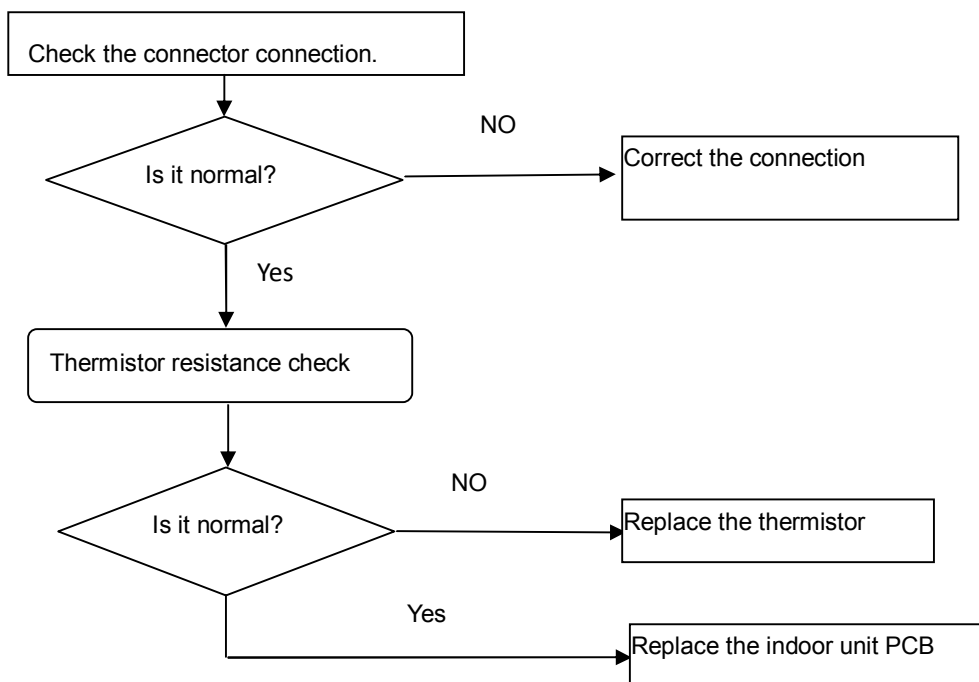 Check the connector connection.
NO
Correct the connection
Is it normal?
Yes
Thermistor resistance check
NO
Is it normal?
Replace the thermistor
Yes
Replace the indoor unit PCB